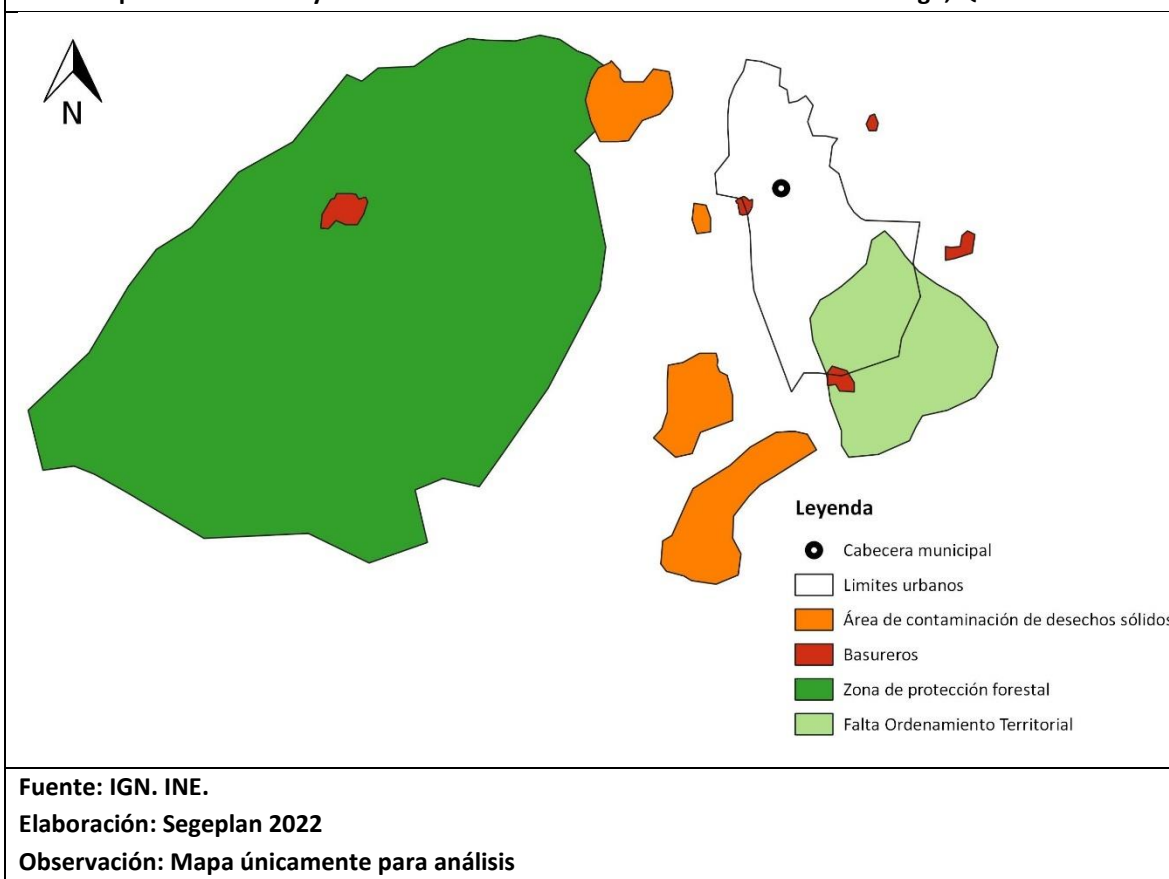 N
Leyenda
Cabecera municipal
Limites urbanos
Área de contaminación de desechos sólidos
Basureros
Zona de protección forestal
Falta Ordenamiento Territorial
Fuente: IGN. INE.
Elaboración: Segeplan 2022
Observación: Mapa únicamente para análisis